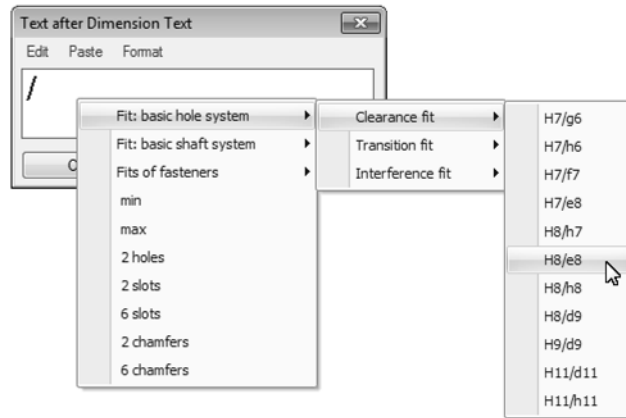 Text after Dimension Text
Edit Paste Format
/
Fit: basic hole system
Fit: basic shaft system
Fits of fasteners
min
max
2 holes
2 slots
6 slots
2 chamfers
6 chamfers
Clearance fit
Transition fit
Interference fit
H7/g6
H7/h6
H7/f7
H7/e8
H8/h7
H8/e8
H8/h8
H8/d9
H9/d9
H11/d11
H11/h11